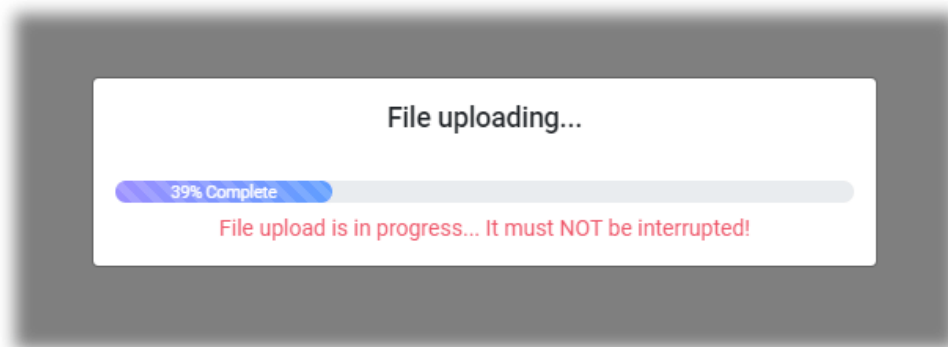 File uploading...
39% Complete
File upload is in progress... It must NOT be interrupted!